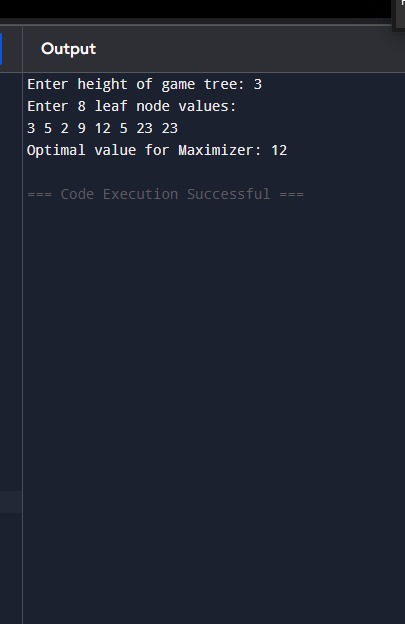 Output
Enter height of game tree: 3
Enter 8 leaf node values:
3 5 2 9 12 5 23 23
Optimal value for Maximizer: 12
=== Code Execution Successful ===